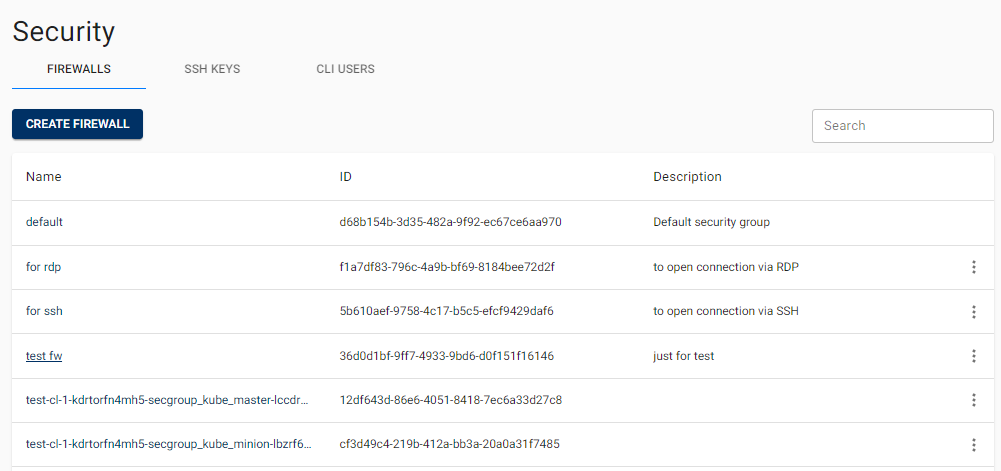 Security
FIREWALLS SSH KEYS CLI USERS
CREATE FIREWALL Search
Name ID Description
default d68b154b-3d35-482a-9f92-ec67ce6aa970 Default security group
for rdp f1a7df83-796c-4a9b-bf69-8184bee72d2f to open connection via RDP
for ssh 5b610aef-9758-4c17-b5c5-efcf9429daf6 to open connection via SSH
test fw 36d0d1bf-9ff7-4933-9bd6-d0f151f16146 just for test
test-cl-1-kdrtorfn4mh5-secgroup_kube_master-lccdr... 12df643d-86e6-4051-8418-7ec6a33d27c8
test-cl-1-kdrtorfn4mh5-secgroup_kube_minion-lbzrf6... cf3d49c4-219b-412a-bb3a-20a0a31f7485